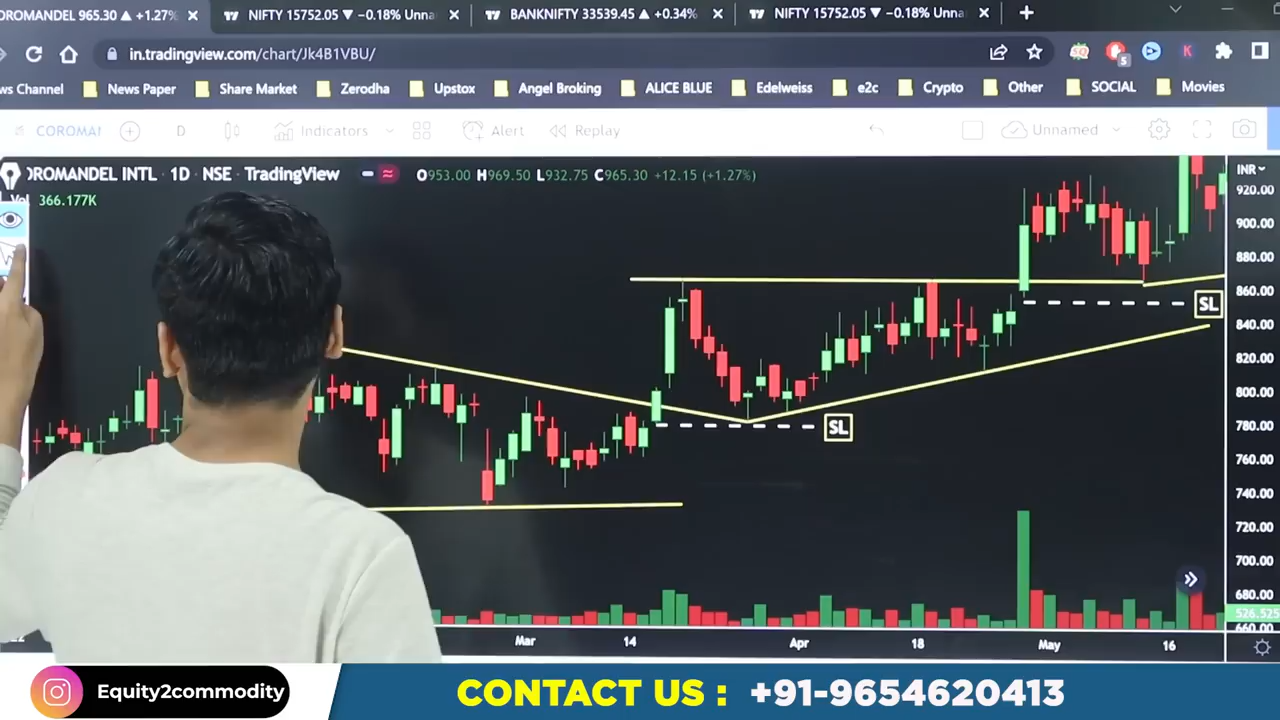 965.30 ▲ +1.27%
NIFTY 15752.05 ▼ −0.18% Unna
BANKNIFTY 33539.45 ▲ +0.34%
NIFTY 15752.05 ▼ −0.18% Unna
in.tradingview.com/chart/Jk4B1VBU/
ws Channel
News Paper
Share Market
Zerodha
Upstox
Angel Broking
ALICE BLUE
Edelweiss
e2c
Crypto
Other
SOCIAL
Movies
COROMAN
D
Indicators
Alert
Replay
Unnamed
OROMANDEL INTL · 1D · NSE · TradingView
O953.00 H969.50 L932.75 C965.30 +12.15 (+1.27%)
INR
Vol 366.177K
920.00
900.00
880.00
860.00
840.00
820.00
800.00
780.00
760.00
740.00
720.00
700.00
680.00
526.525
660.00
SL
SL
Mar
14
Apr
18
May
16
Equity2commodity
CONTACT US : +91-9654620413